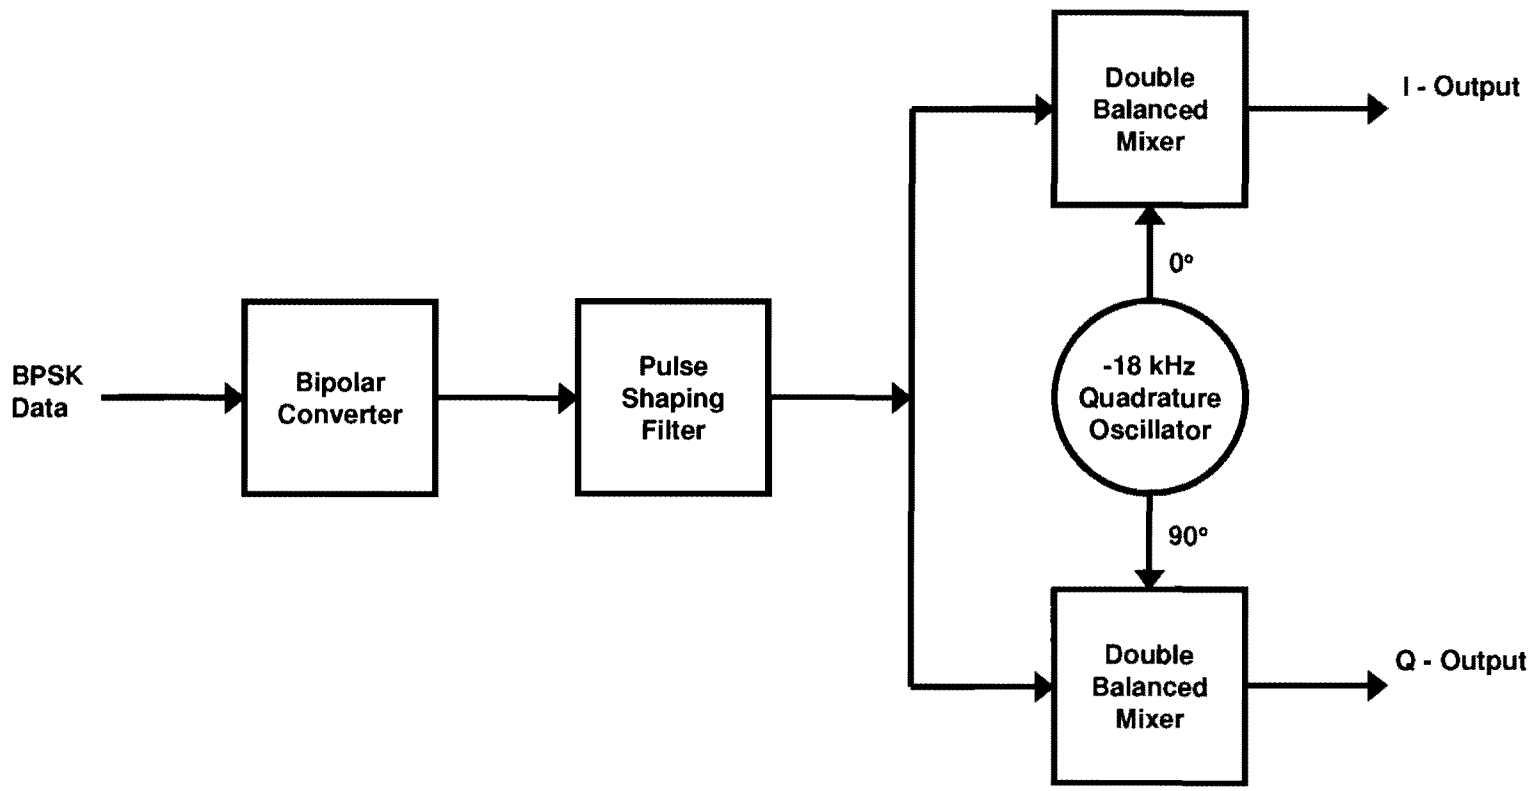 BPSK
Data
Bipolar
Converter
Pulse
Shaping
Filter
Double
Balanced
Mixer
I - Output
0°
-18 kHz
Quadrature
Oscillator
90°
Double
Balanced
Mixer
Q - Output